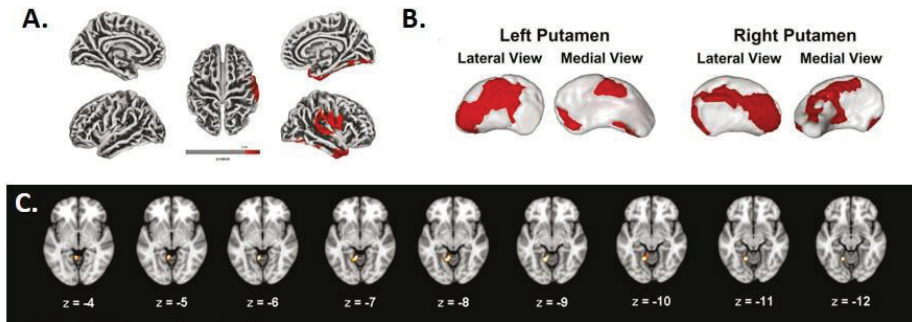 A.
B.
Left Putamen
Right Putamen
Lateral View Medial View
Lateral View Medial View
C.
z = -4 z = -5 z = -6 z = -7 z = -8 z = -9 z = -10 z = -11 z = -12